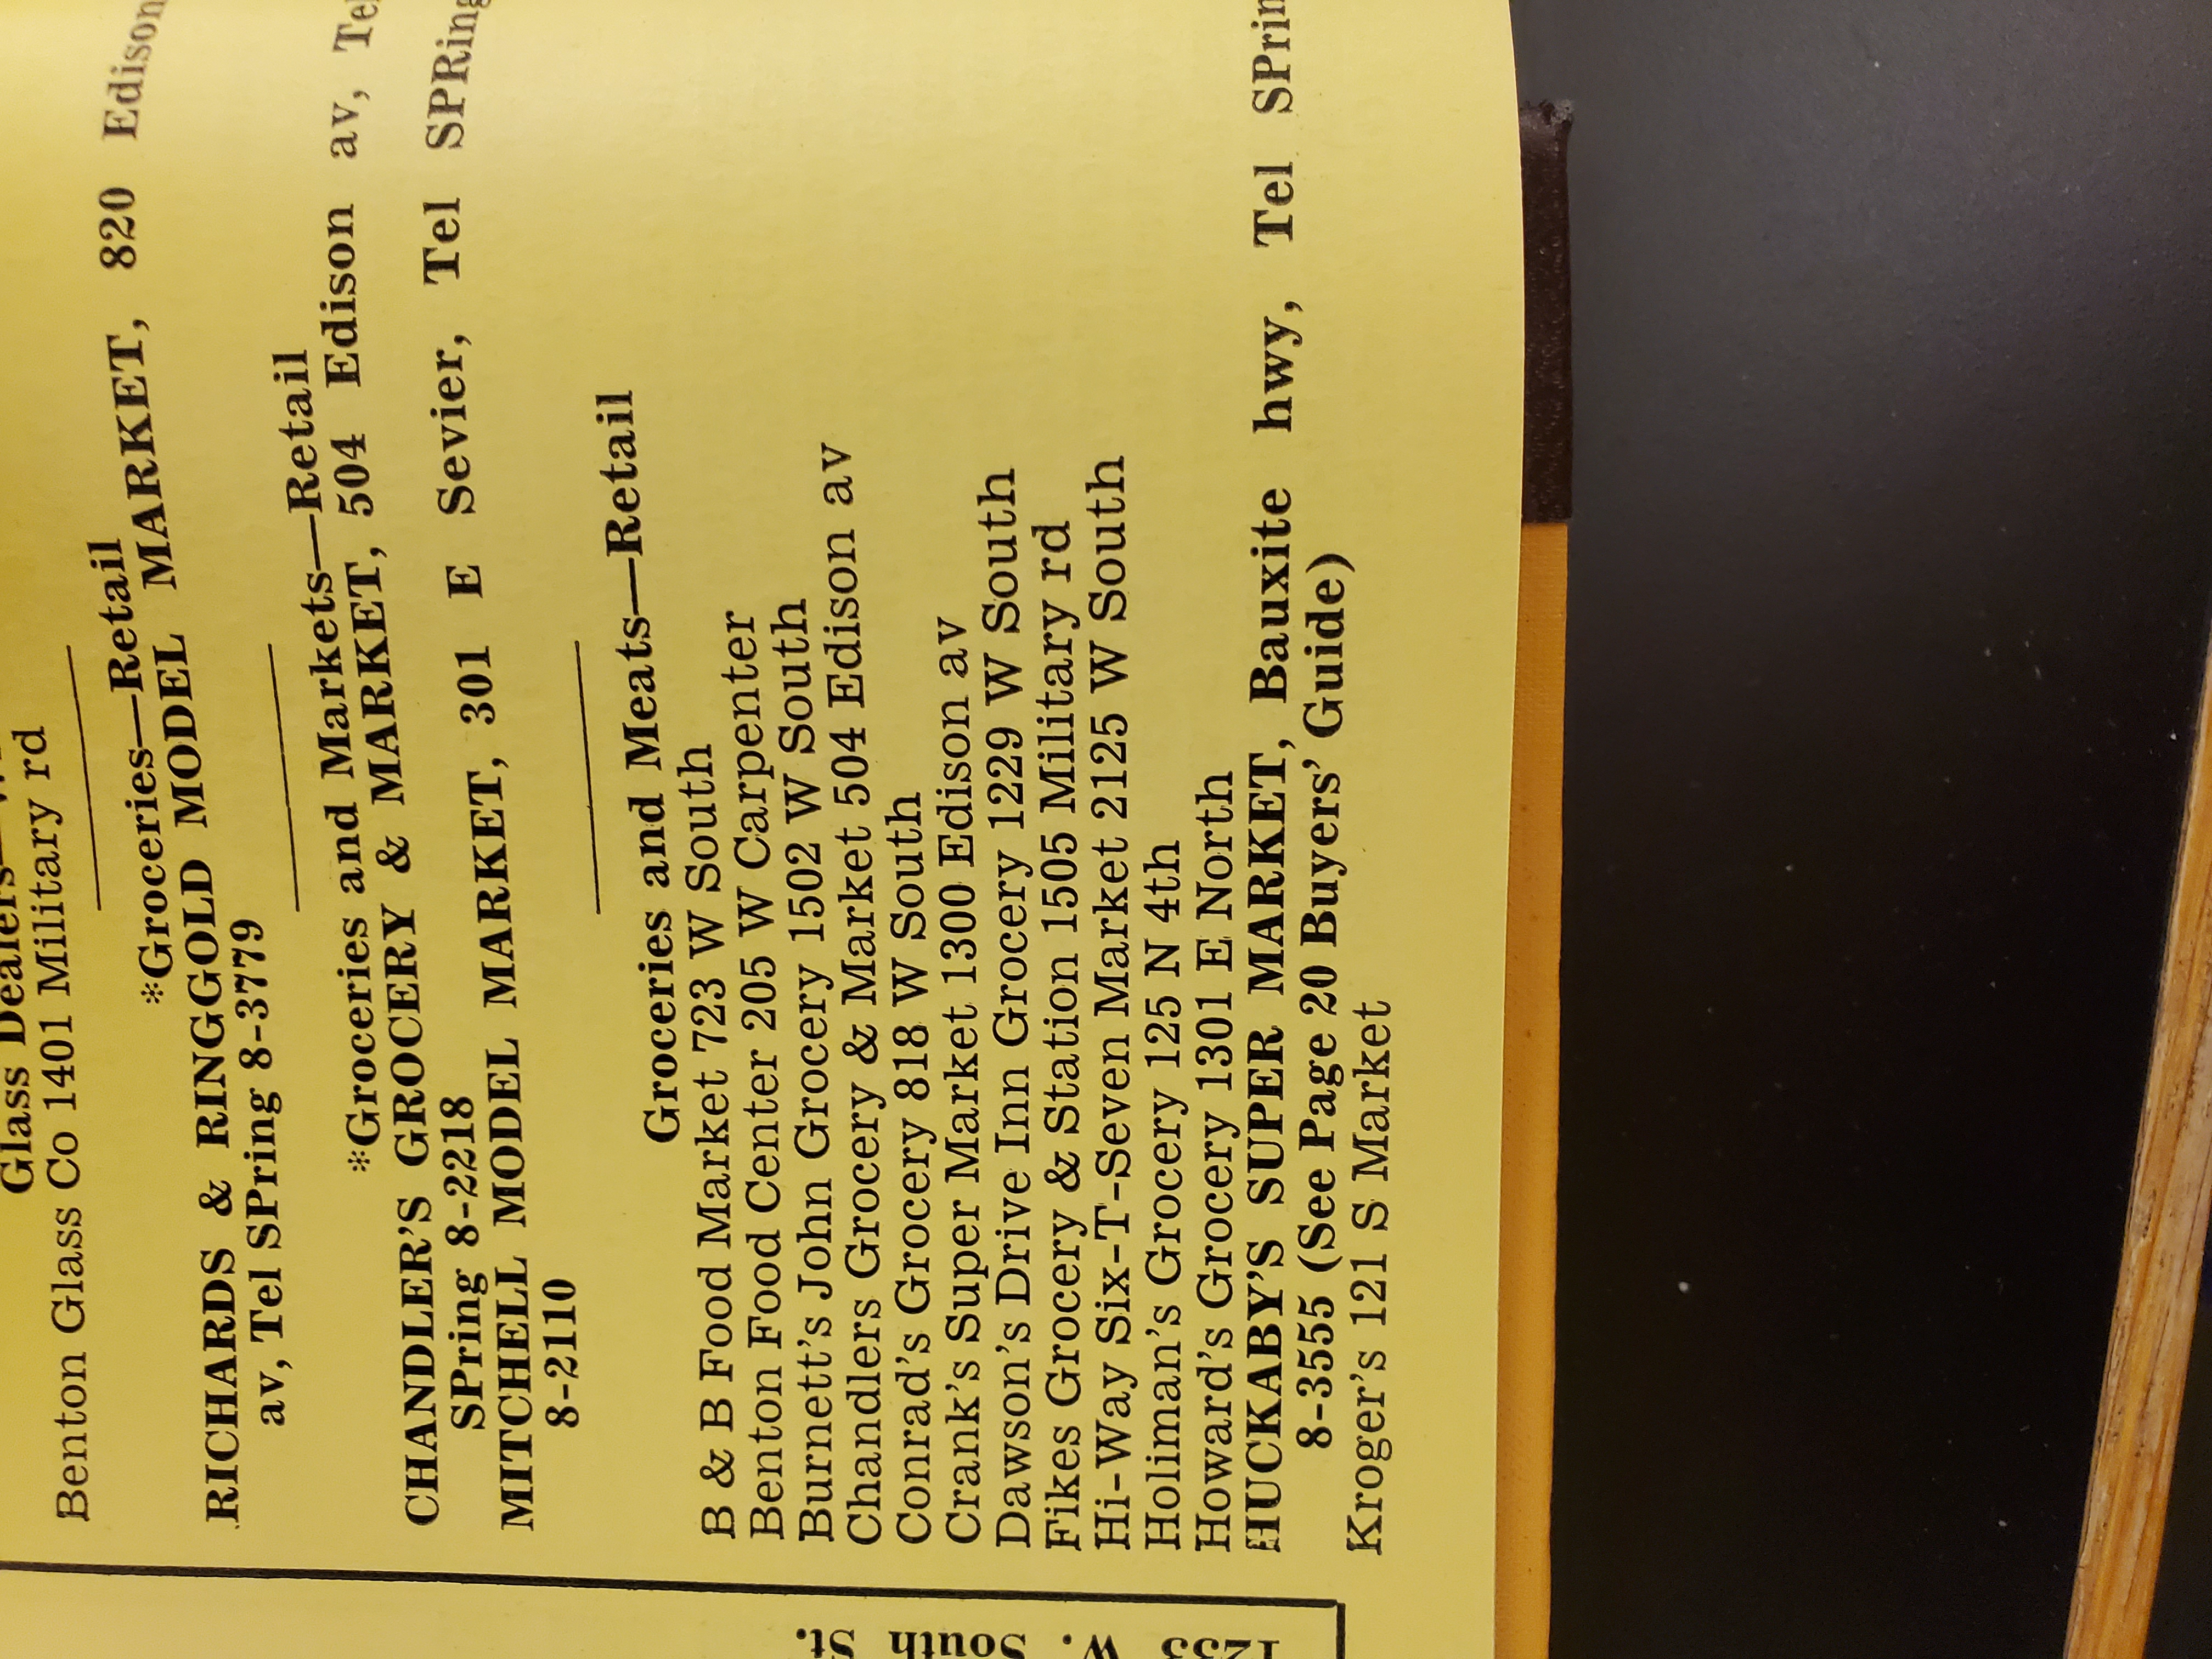 Glass Dealers
Benton Glass Co 1401 Military rd
*Groceries—Retail
RICHARDS & RINGGOLD MODEL MARKET, 820 Edison
av, Tel SPring 8-3779
*Groceries and Markets—Retail
CHANDLER'S GROCERY & MARKET, 504 Edison av, Tel
SPring 8-2218
MITCHELL MODEL MARKET, 301 E Sevier, Tel SPRing
8-2110
Groceries and Meats—Retail
B & B Food Market 723 W South
Benton Food Center 205 W Carpenter
Burnett's John Grocery 1502 W South
Chandlers Grocery & Market 504 Edison av
Conrad's Grocery 818 W South
Crank's Super Market 1300 Edison av
Dawson's Drive Inn Grocery 1229 W South
Fikes Grocery & Station 1505 Military rd
Hi-Way Six-T-Seven Market 2125 W South
Holiman's Grocery 125 N 4th
Howard's Grocery 1301 E North
HUCKABY'S SUPER MARKET, Bauxite hwy, Tel SPrin
8-3555 (See Page 20 Buyers' Guide)
Kroger's 121 S Market
W. South St.